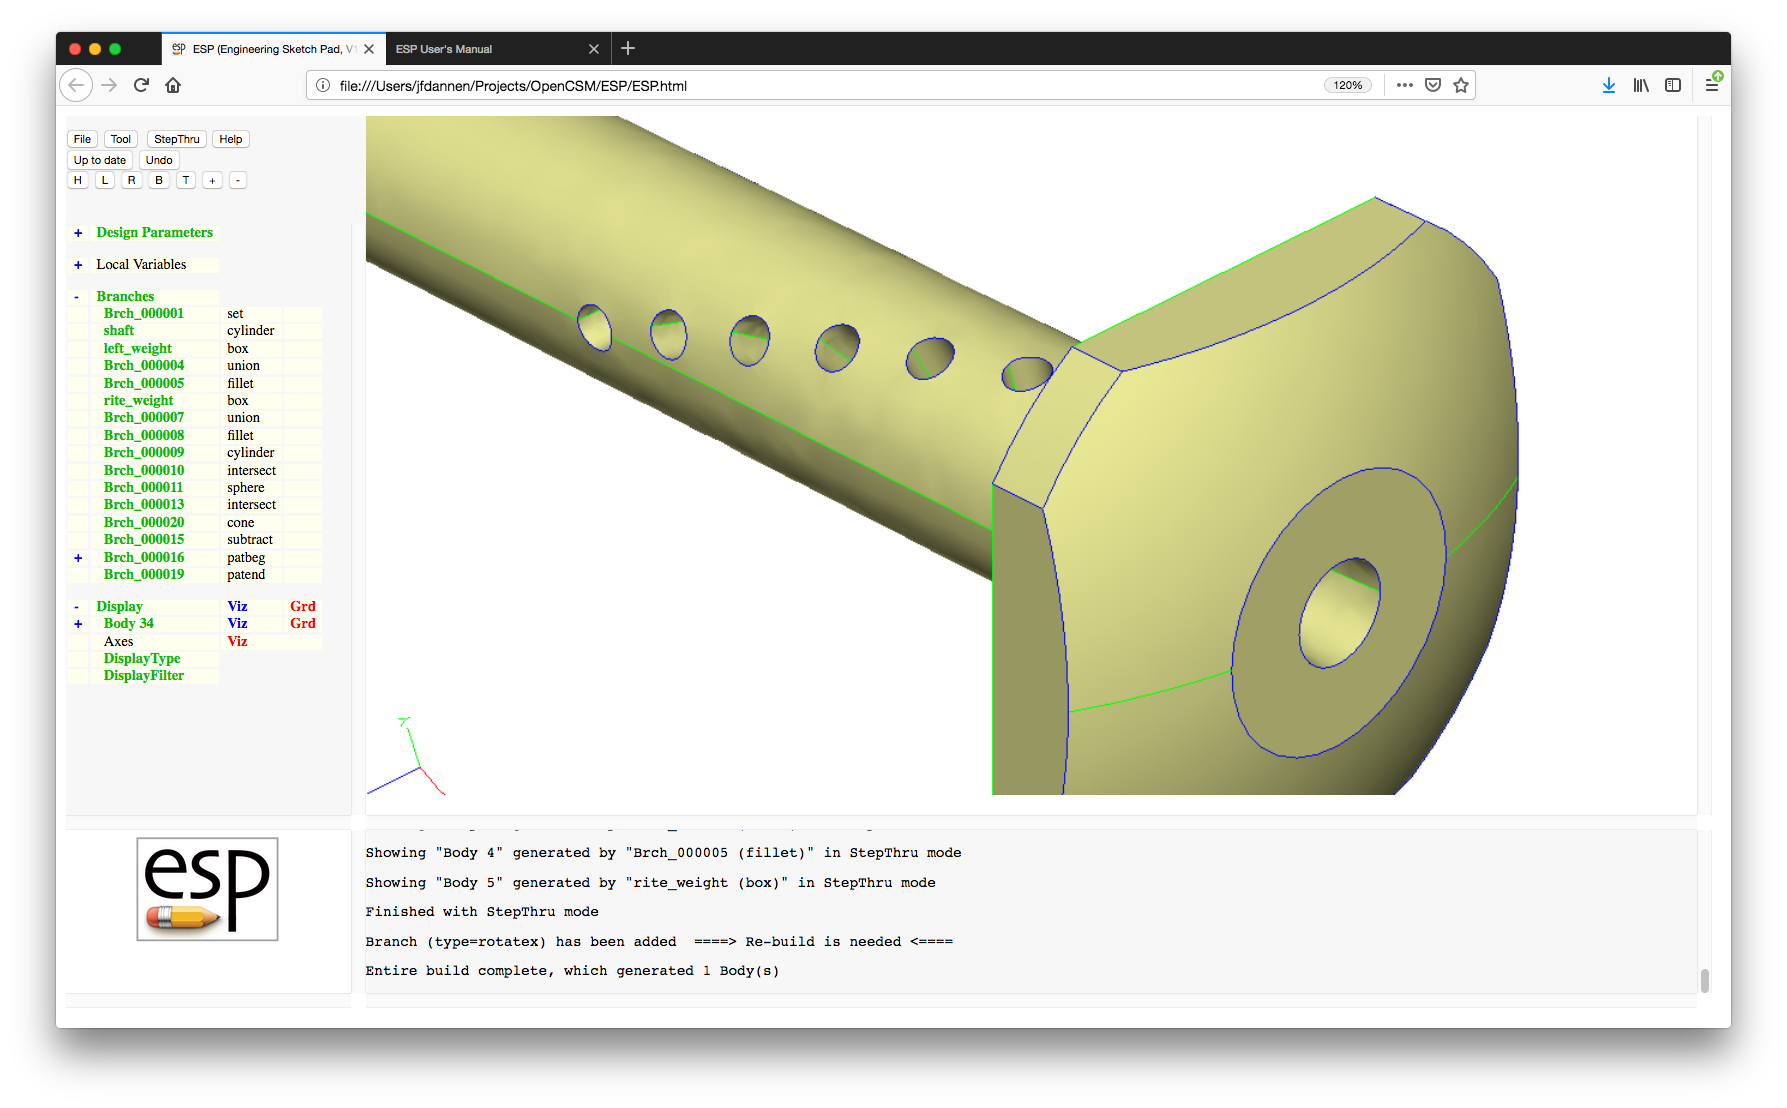 ESP (Engineering Sketch Pad, V1
ESP User's Manual
file:///Users/jfdannen/Projects/OpenCSM/ESP/ESP.html 120%
File Tool StepThru Help
Up to date Undo
H L R B T + -
+ Design Parameters
+ Local Variables
- Branches
Brch_000001 set
shaft cylinder
left_weight box
Brch_000004 union
Brch_000005 fillet
rite_weight box
Brch_000007 union
Brch_000008 fillet
Brch_000009 cylinder
Brch_000010 intersect
Brch_000011 sphere
Brch_000013 intersect
Brch_000020 cone
Brch_000015 subtract
+ Brch_000016 patbeg
Brch_000019 patend
- Display Viz Grd
+ Body 34 Viz Grd
Axes Viz
DisplayType
DisplayFilter
esp
Showing "Body 4" generated by "Brch_000005 (fillet)" in StepThru mode
Showing "Body 5" generated by "rite_weight (box)" in StepThru mode
Finished with StepThru mode
Branch (type=rotatex) has been added ====> Re-build is needed <====
Entire build complete, which generated 1 Body(s)